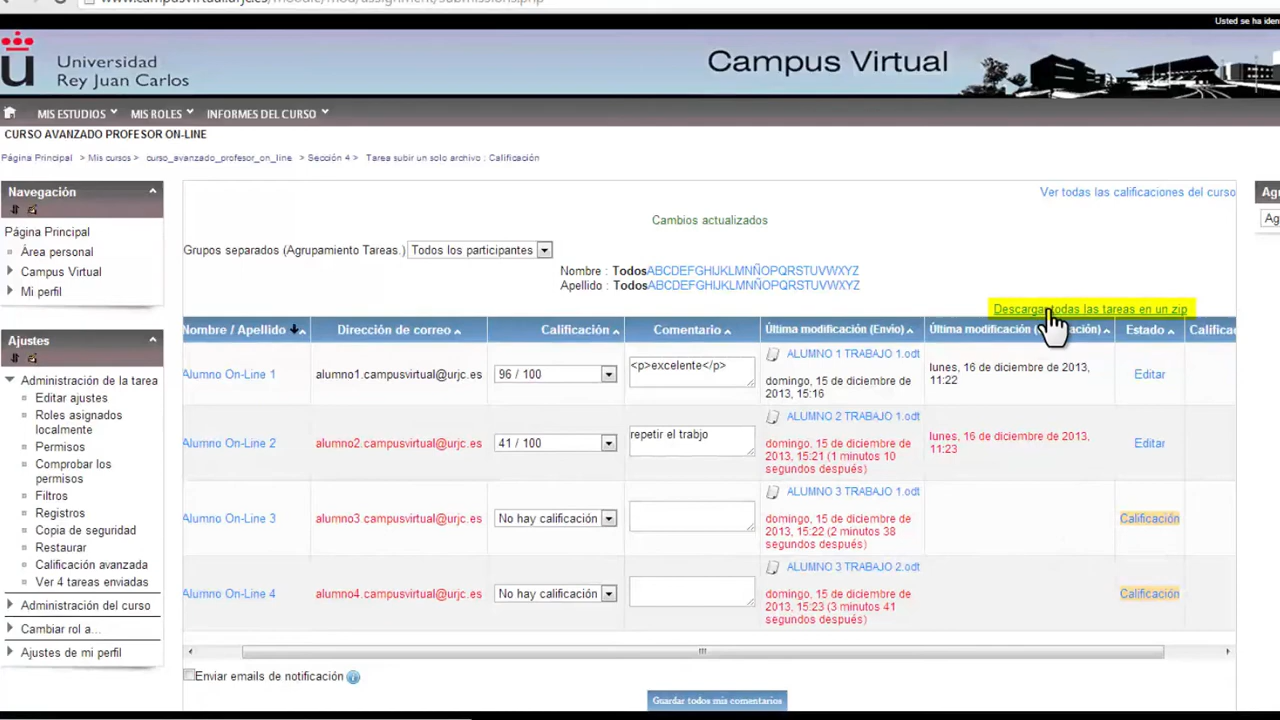 www.campusvirtual.urjc.es/moodle/mod/assignment/submissions.php
Usted se ha iden
Universidad
Rey Juan Carlos
Campus Virtual
MIS ESTUDIOS MIS ROLES INFORMES DEL CURSO
CURSO AVANZADO PROFESOR ON-LINE
Página Principal > Mis cursos > curso_avanzado_profesor_on_line > Sección 4 > Tarea subir un solo archivo : Calificación
Navegación
Página Principal
Área personal
Campus Virtual
Mi perfil
Ajustes
Administración de la tarea
Editar ajustes
Roles asignados
localmente
Permisos
Comprobar los
permisos
Filtros
Registros
Copia de seguridad
Restaurar
Calificación avanzada
Ver 4 tareas enviadas
Administración del curso
Cambiar rol a...
Ajustes de mi perfil
Ver todas las calificaciones del curso
Cambios actualizados
Grupos separados (Agrupamiento Tareas.) Todos los participantes
Nombre : Todos ABCDEFGHIJKLMNÑOPQRSTUVWXYZ
Apellido : Todos ABCDEFGHIJKLMNÑOPQRSTUVWXYZ
Descargar todas las tareas en un zip
Nombre / Apellido Dirección de correo Calificación Comentario Última modificación (Envio) Última modificación Estado Calificac
Alumno On-Line 1 alumno1.campusvirtual@urjc.es 96 / 100 <p>excelente</p> ALUMNO 1 TRABAJO 1.odt
domingo, 15 de diciembre de
2013, 15:16
lunes, 16 de diciembre de 2013,
11:22
Editar
Alumno On-Line 2 alumno2.campusvirtual@urjc.es 41 / 100 repetir el trabjo ALUMNO 2 TRABAJO 1.odt
domingo, 15 de diciembre de
2013, 15:21 (1 minutos 10
segundos después)
lunes, 16 de diciembre de
2013, 11:23
Editar
Alumno On-Line 3 alumno3.campusvirtual@urjc.es No hay calificación ALUMNO 3 TRABAJO 1.odt
domingo, 15 de diciembre de
2013, 15:22 (2 minutos 38
segundos después)
Calificación
Alumno On-Line 4 alumno4.campusvirtual@urjc.es No hay calificación ALUMNO 3 TRABAJO 2.odt
domingo, 15 de diciembre de
2013, 15:23 (3 minutos 41
segundos después)
Calificación
Enviar emails de notificación
Guardar todos mis comentarios
Ag
Ag